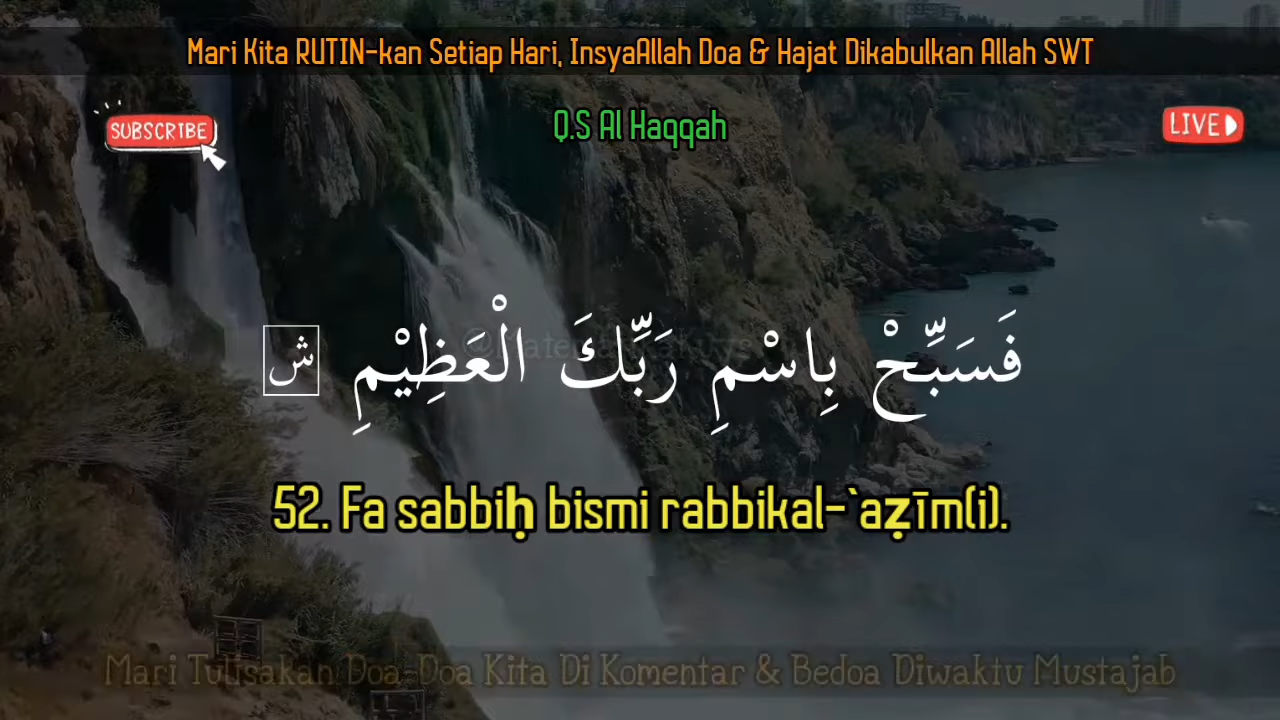 Mari Kita RUTIN-kan Setiap Hari, InsyaAllah Doa & Hajat Dikabulkan Allah SWT
SUBSCRIBE
Q.S Al Haqqah
LIVE
فَسَبِّحْ بِاسْمِ رَبِّكَ الْعَظِيْمِ ش
52. Fa sabbiḥ bismi rabbikal-`aẓīm(i).
Mari Tulisakan Doa-Doa Kita Di Komentar & Bedoa Diwaktu Mustajab